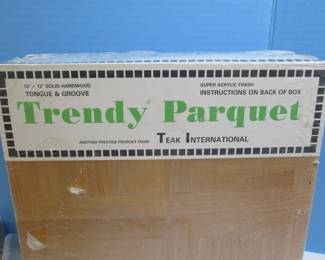 12" × 12" SOLID HARDWOOD
TONGUE & GROOVE
SUPER ACRYLIC FINISH
INSTRUCTIONS ON BACK OF BOX
Trendy® Parquet
ANOTHER PRESTIGE PRODUCT FROM TEAK INTERNATIONAL